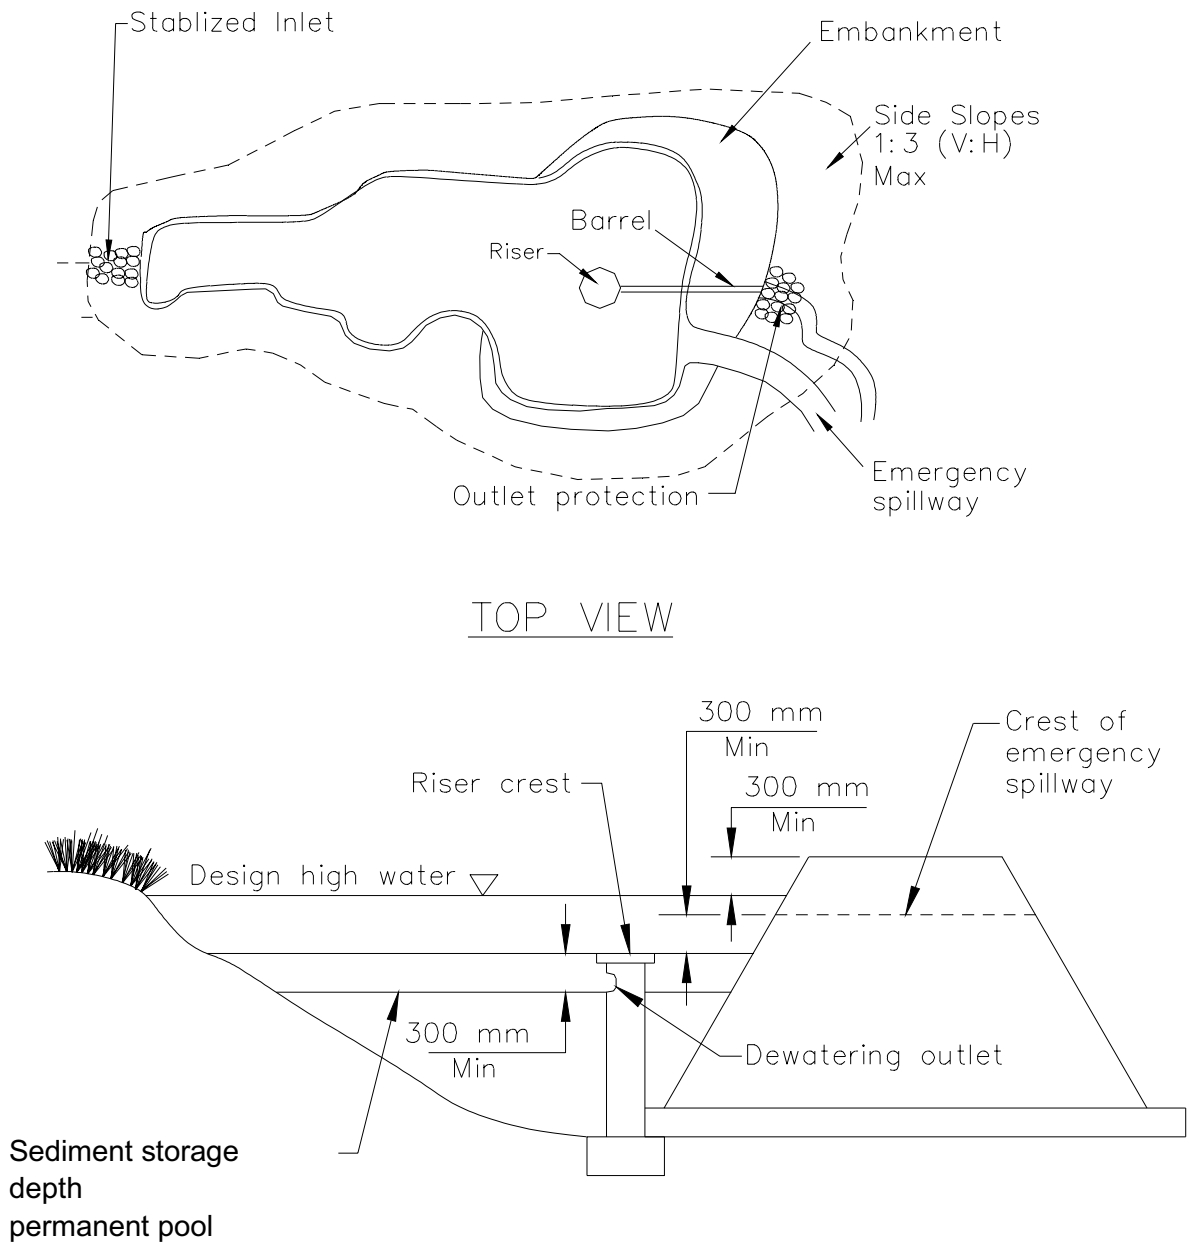 Stablized Inlet
Embankment
Side Slopes
1:3 (V:H)
Max
Barrel
Riser
Emergency
spillway
Outlet protection
TOP VIEW
300 mm
Min
Crest of
emergency
spillway
Riser crest
300 mm
Min
Design high water
300 mm
Min
Dewatering outlet
Sediment storage
depth
permanent pool